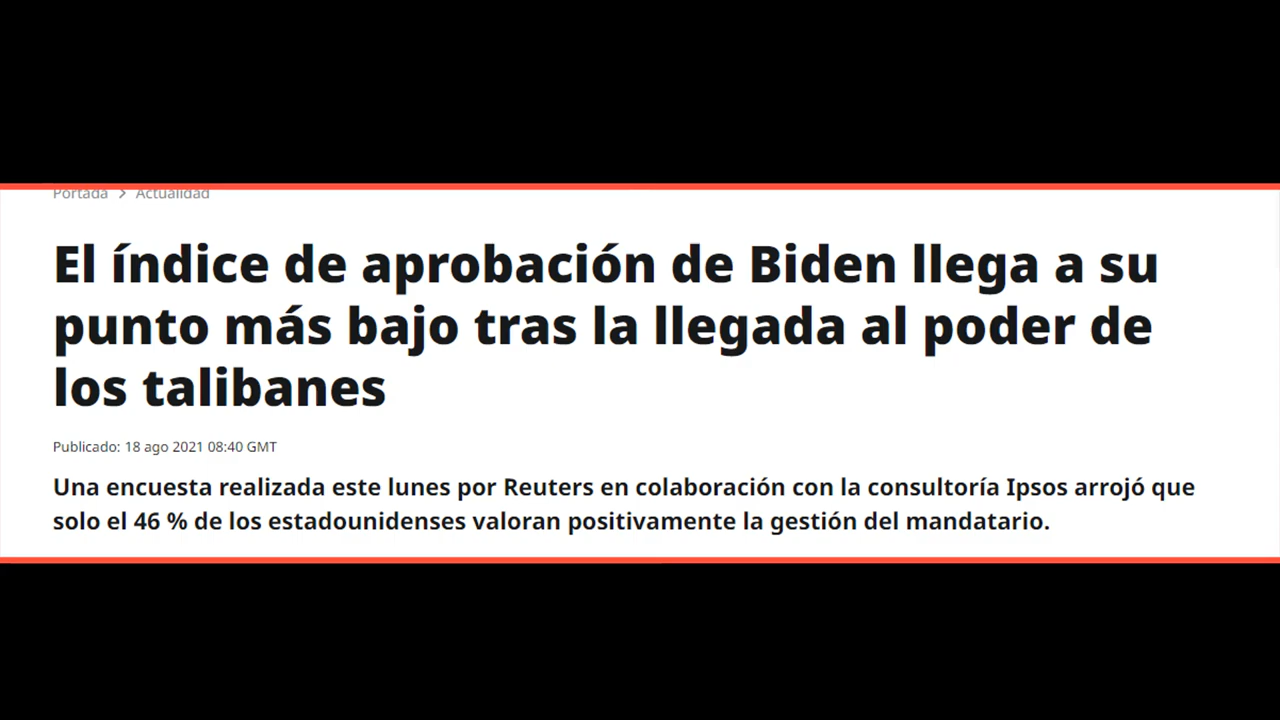 Portada > Actualidad
El índice de aprobación de Biden llega a su
punto más bajo tras la llegada al poder de
los talibanes
Publicado: 18 ago 2021 08:40 GMT
Una encuesta realizada este lunes por Reuters en colaboración con la consultoría Ipsos arrojó que
solo el 46 % de los estadounidenses valoran positivamente la gestión del mandatario.